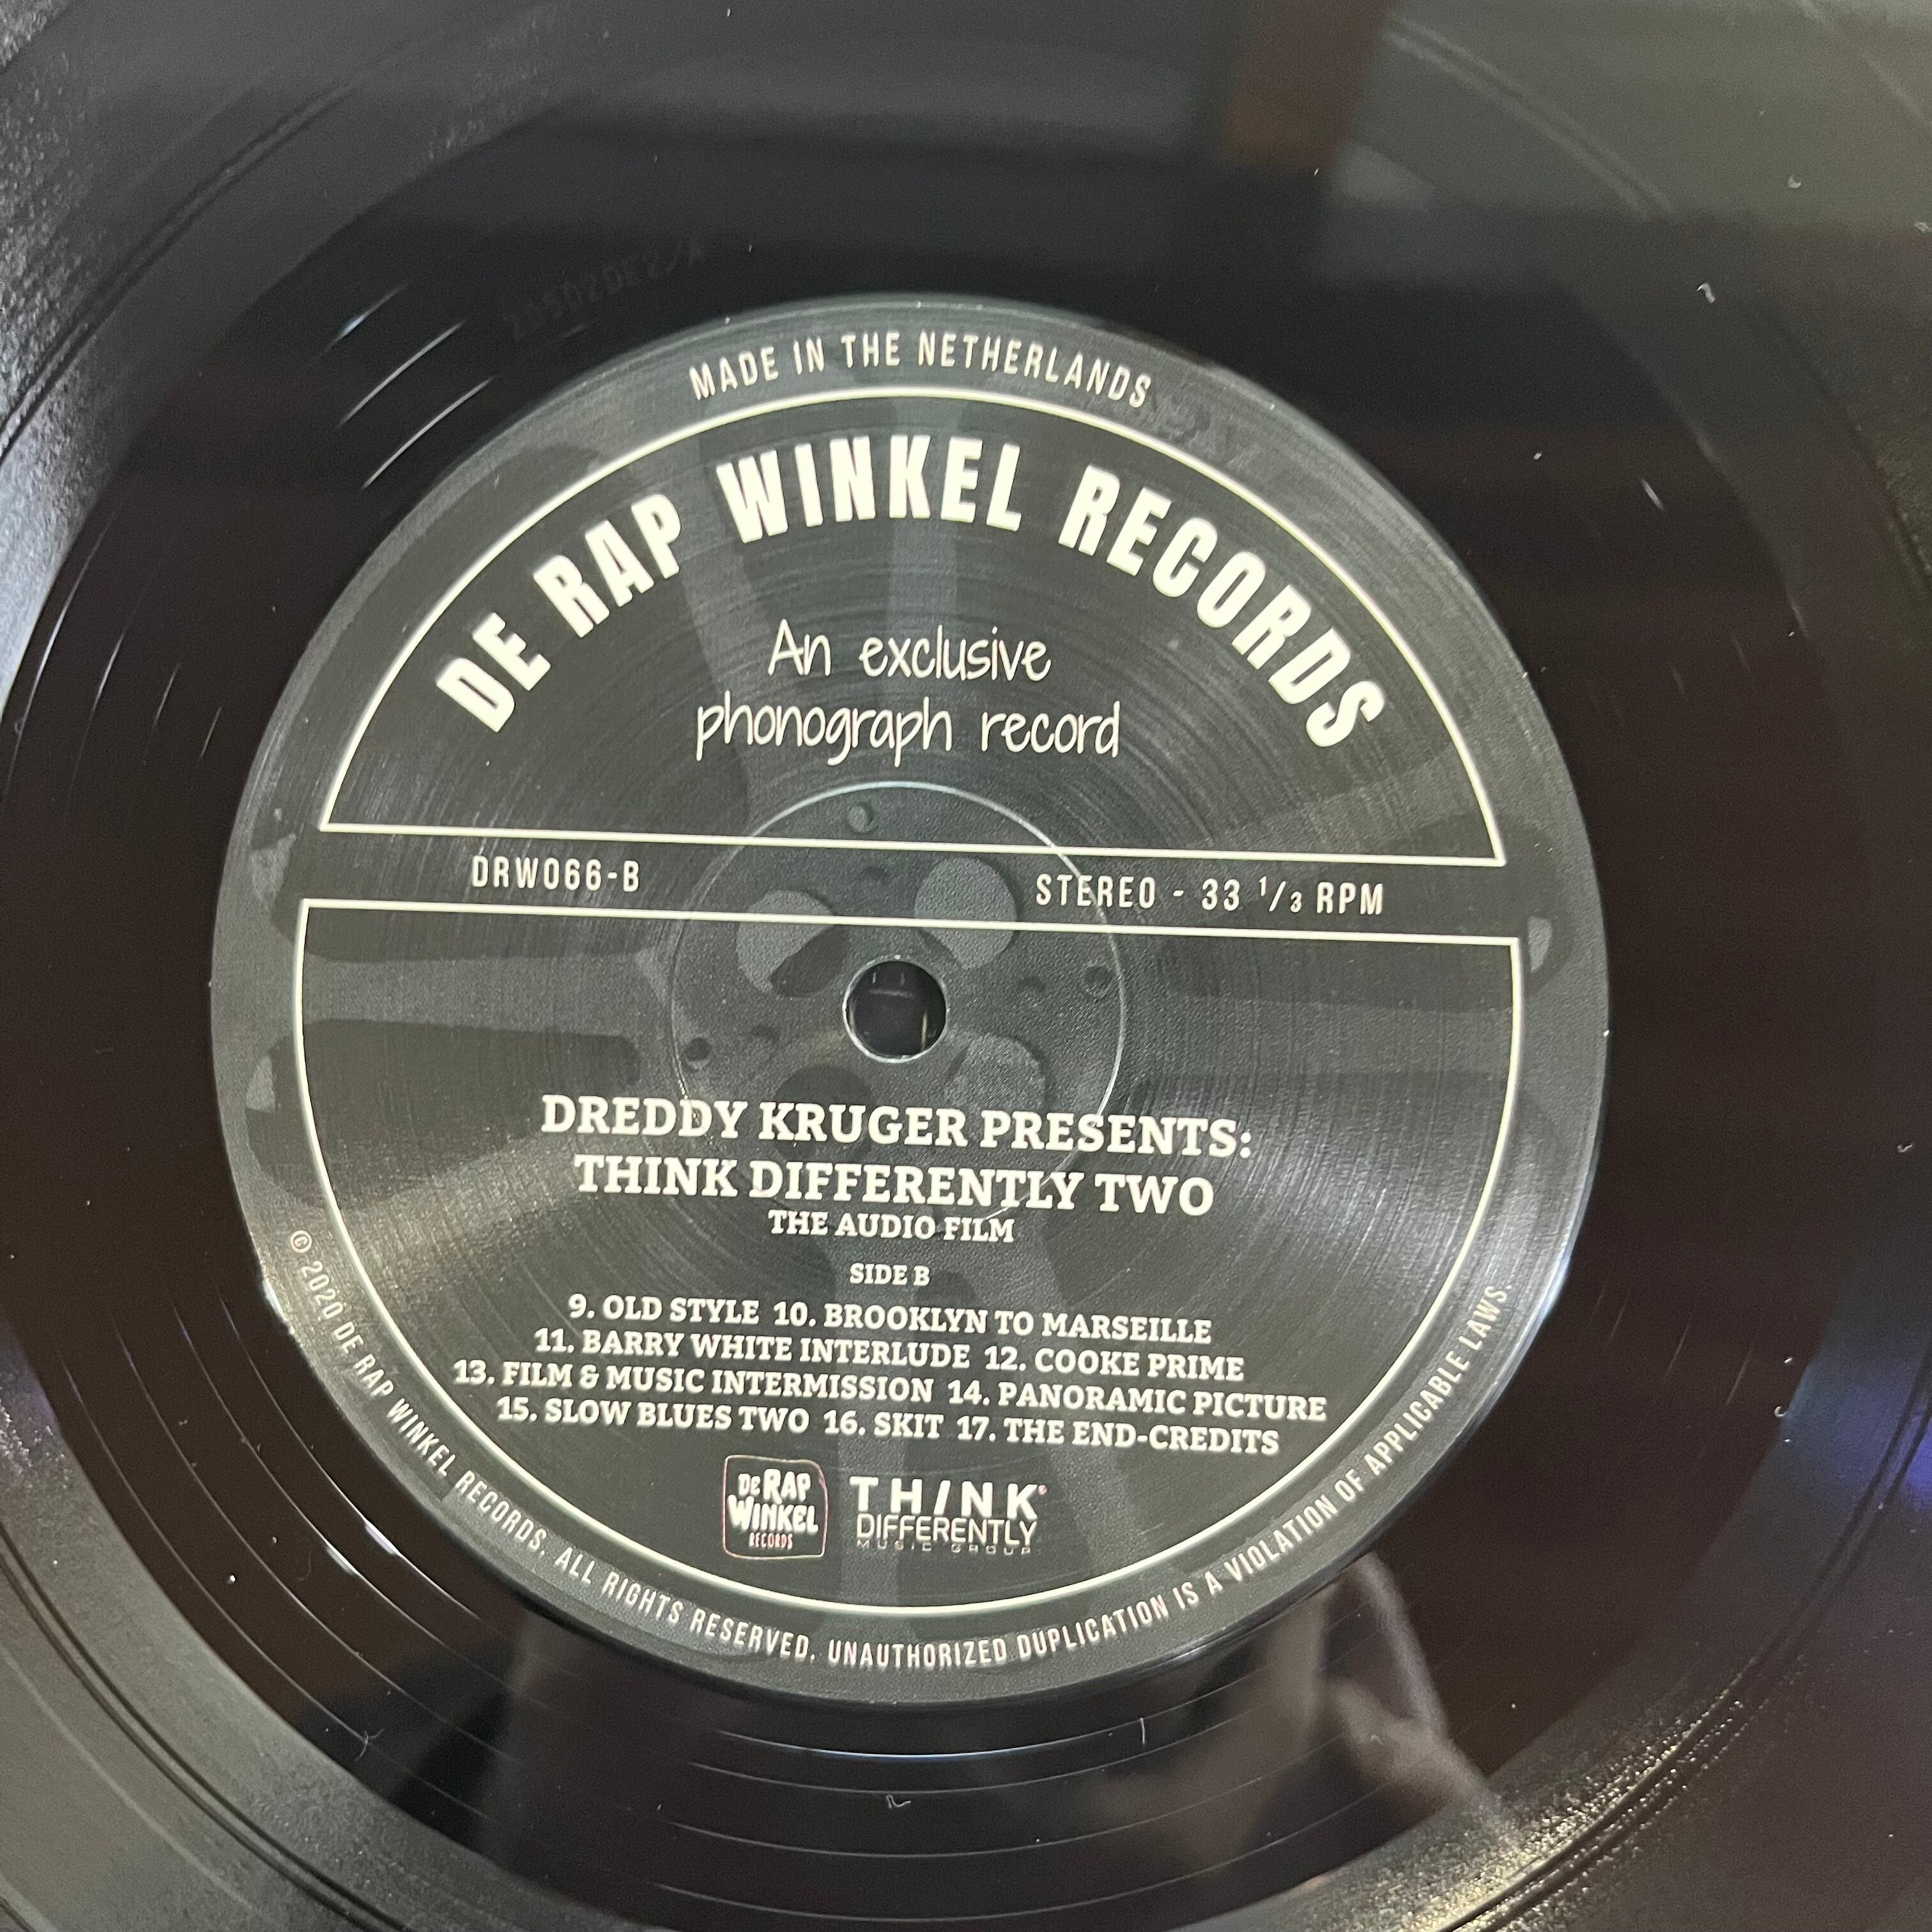 MADE IN THE NETHERLANDS
DE RAP WINKEL RECORDS
An exclusive
phonograph record
DRW066-B
STEREO - 33 1/3 RPM
DREDDY KRUGER PRESENTS:
THINK DIFFERENTLY TWO
THE AUDIO FILM
SIDE B
9. OLD STYLE 10. BROOKLYN TO MARSEILLE
11. BARRY WHITE INTERLUDE 12. COOKE PRIME
13. FILM & MUSIC INTERMISSION 14. PANORAMIC PICTURE
15. SLOW BLUES TWO 16. SKIT 17. THE END-CREDITS
DE RAP
WINKEL
RECORDS
TH/NK
DIFFERENTLY
MUSIC GROUP
© 2020 DE RAP WINKEL RECORDS. ALL RIGHTS RESERVED. UNAUTHORIZED DUPLICATION IS A VIOLATION OF APPLICABLE LAWS.